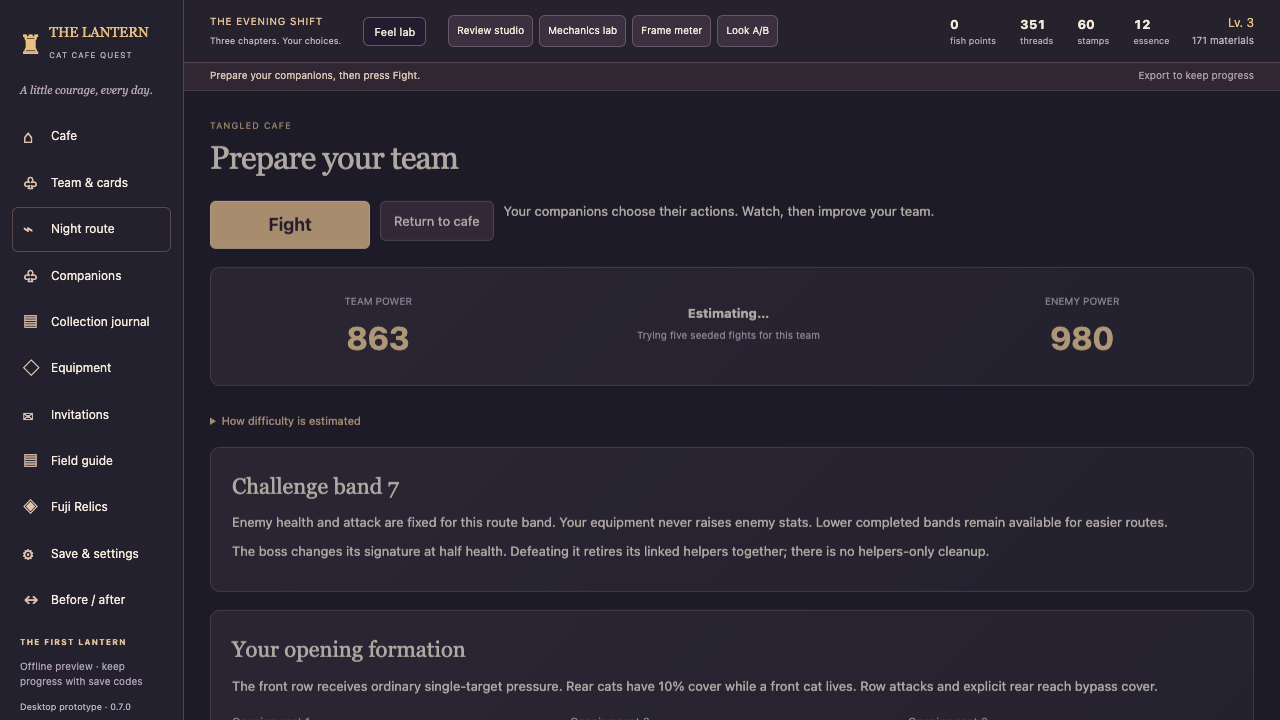 THE LANTERN
CAT CAFE QUEST
A little courage, every day.
Cafe
Team & cards
Night route
Companions
Collection journal
Equipment
Invitations
Field guide
Fuji Relics
Save & settings
Before / after
THE FIRST LANTERN
Offline preview · keep
progress with save codes
Desktop prototype · 0.7.0
THE EVENING SHIFT
Three chapters. Your choices.
Feel lab
Review studio
Mechanics lab
Frame meter
Look A/B
0
fish points
351
threads
60
stamps
12
essence
Lv. 3
171 materials
Prepare your companions, then press Fight.
Export to keep progress
TANGLED CAFE
Prepare your team
Fight
Return to cafe
Your companions choose their actions. Watch, then improve your team.
TEAM POWER
863
Estimating...
Trying five seeded fights for this team
ENEMY POWER
980
How difficulty is estimated
Challenge band 7
Enemy health and attack are fixed for this route band. Your equipment never raises enemy stats. Lower completed bands remain available for easier routes.
The boss changes its signature at half health. Defeating it retires its linked helpers together; there is no helpers-only cleanup.
Your opening formation
The front row receives ordinary single-target pressure. Rear cats have 10% cover while a front cat lives. Row attacks and explicit rear reach bypass cover.